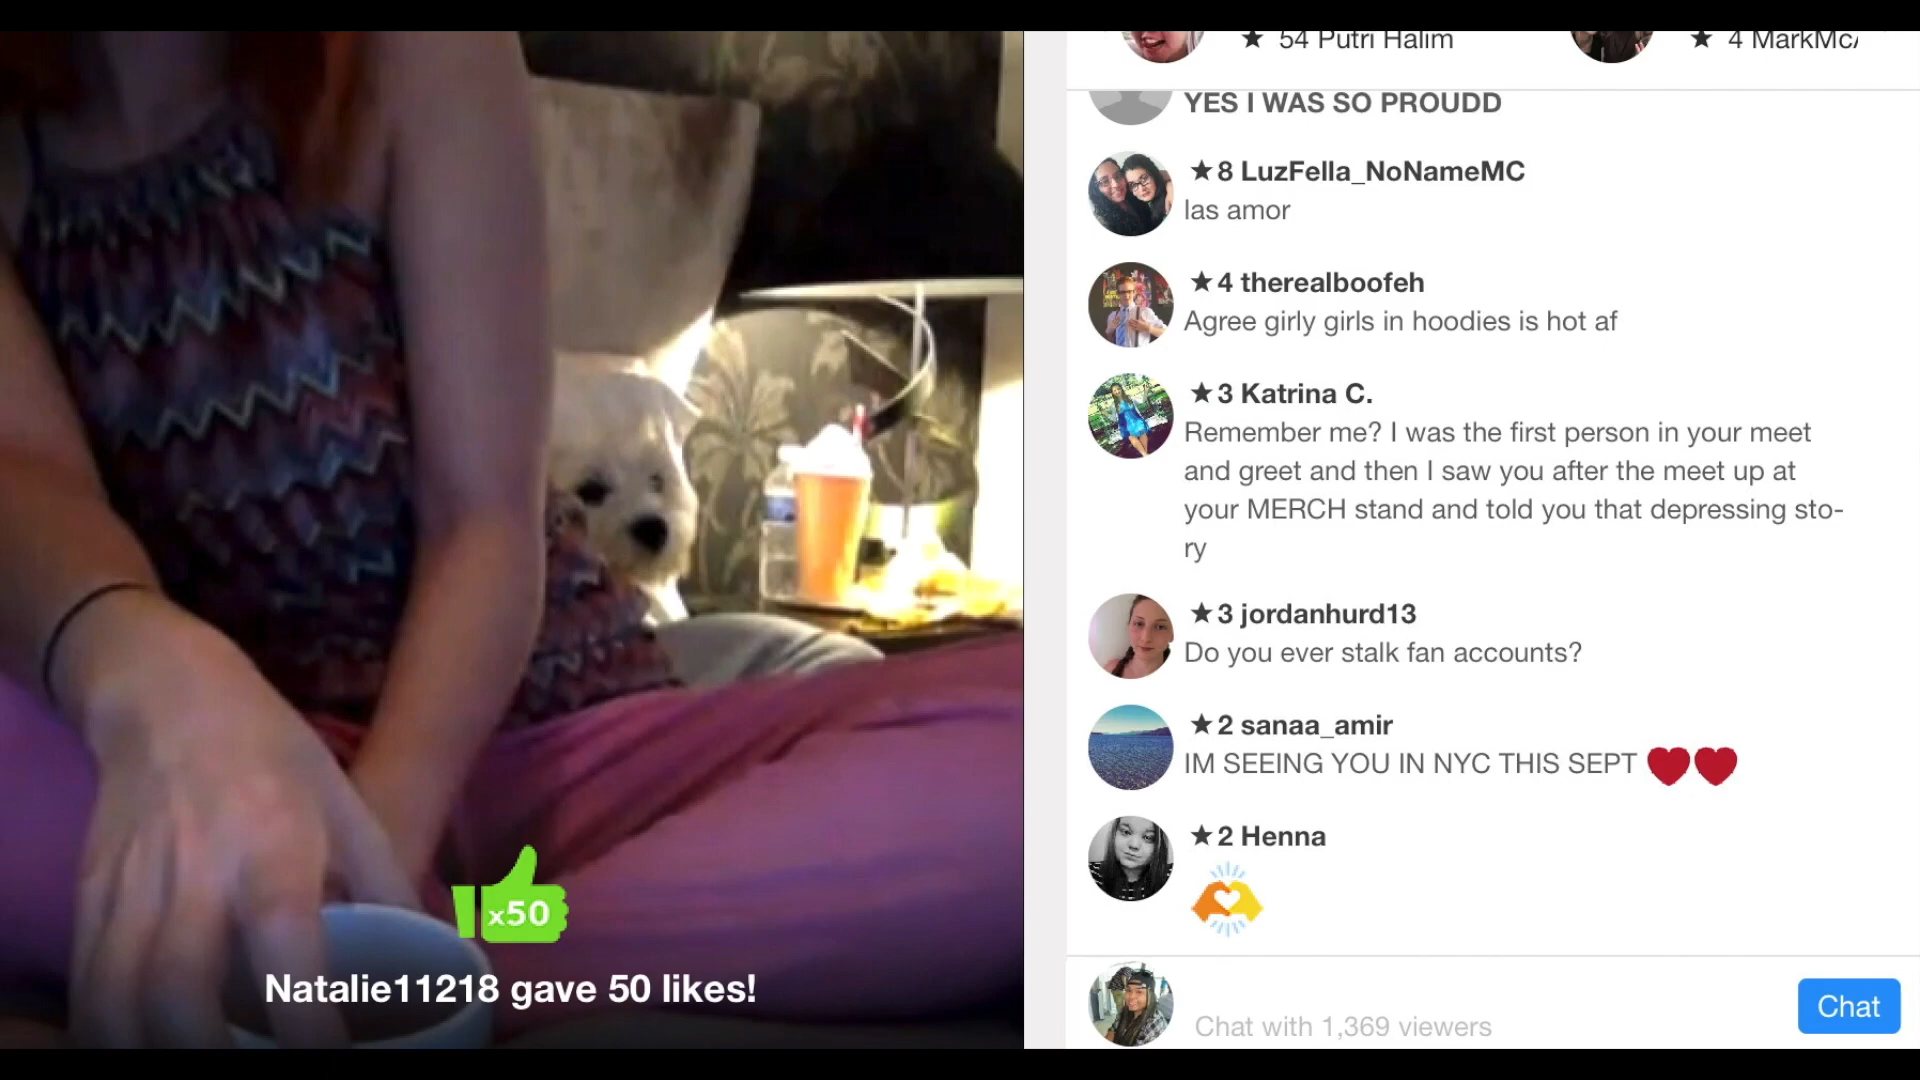 ★ 54 Putri Halim
★ 4 MarkMc
YES I WAS SO PROUDD
★8 LuzFella_NoNameMC
las amor
★4 therealboofeh
Agree girly girls in hoodies is hot af
★3 Katrina C.
Remember me? I was the first person in your meet
and greet and then I saw you after the meet up at
your MERCH stand and told you that depressing sto-
ry
★3 jordanhurd13
Do you ever stalk fan accounts?
★2 sanaa_amir
IM SEEING YOU IN NYC THIS SEPT ❤❤
★2 Henna
x50
Natalie11218 gave 50 likes!
Chat with 1,369 viewers
Chat